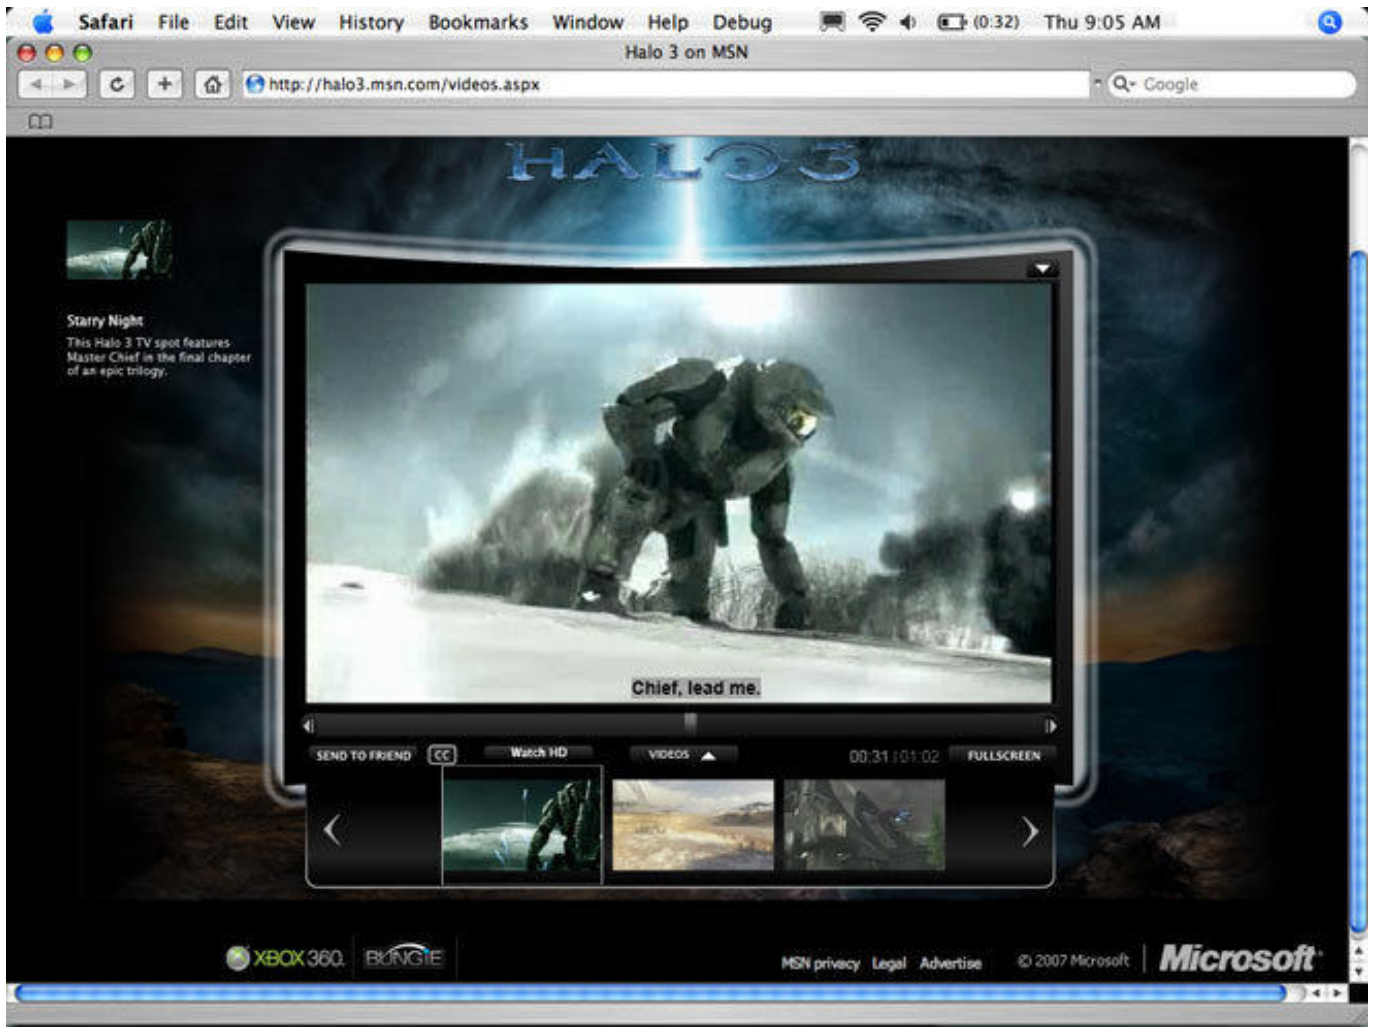 Safari File Edit View History Bookmarks Window Help Debug (0:32) Thu 9:05 AM
Halo 3 on MSN
http://halo3.msn.com/videos.aspx
Google
HALO 3
Starry Night
This Halo 3 TV spot features
Master Chief in the final chapter
of an epic trilogy.
Chief, lead me.
SEND TO FRIEND CC Watch HD VIDEOS 00:31 | 01:02 FULLSCREEN
XBOX 360. BUNGIE MSN privacy Legal Advertise © 2007 Microsoft Microsoft